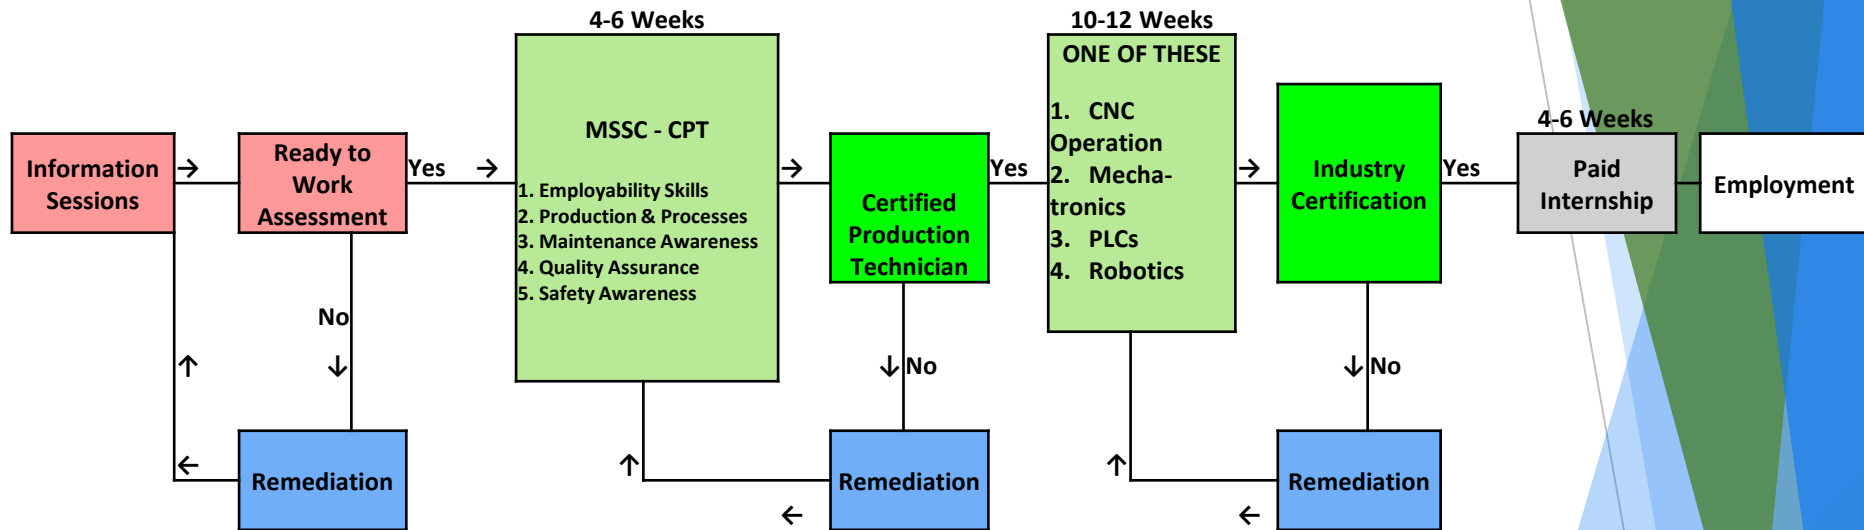 4-6 Weeks
10-12 Weeks
4-6 Weeks
Information
Sessions
→
Ready to
Work
Assessment
Yes →
MSSC - CPT
1. Employability Skills
2. Production & Processes
3. Maintenance Awareness
4. Quality Assurance
5. Safety Awareness
→
Certified
Production
Technician
Yes
ONE OF THESE
1. CNC
Operation
2. Mecha-
tronics
3. PLCs
4. Robotics
→
Industry
Certification
Yes
Paid
Internship
Employment
No
↑
↓
←
Remediation
↓ No
↑
←
Remediation
↓ No
↑
←
Remediation